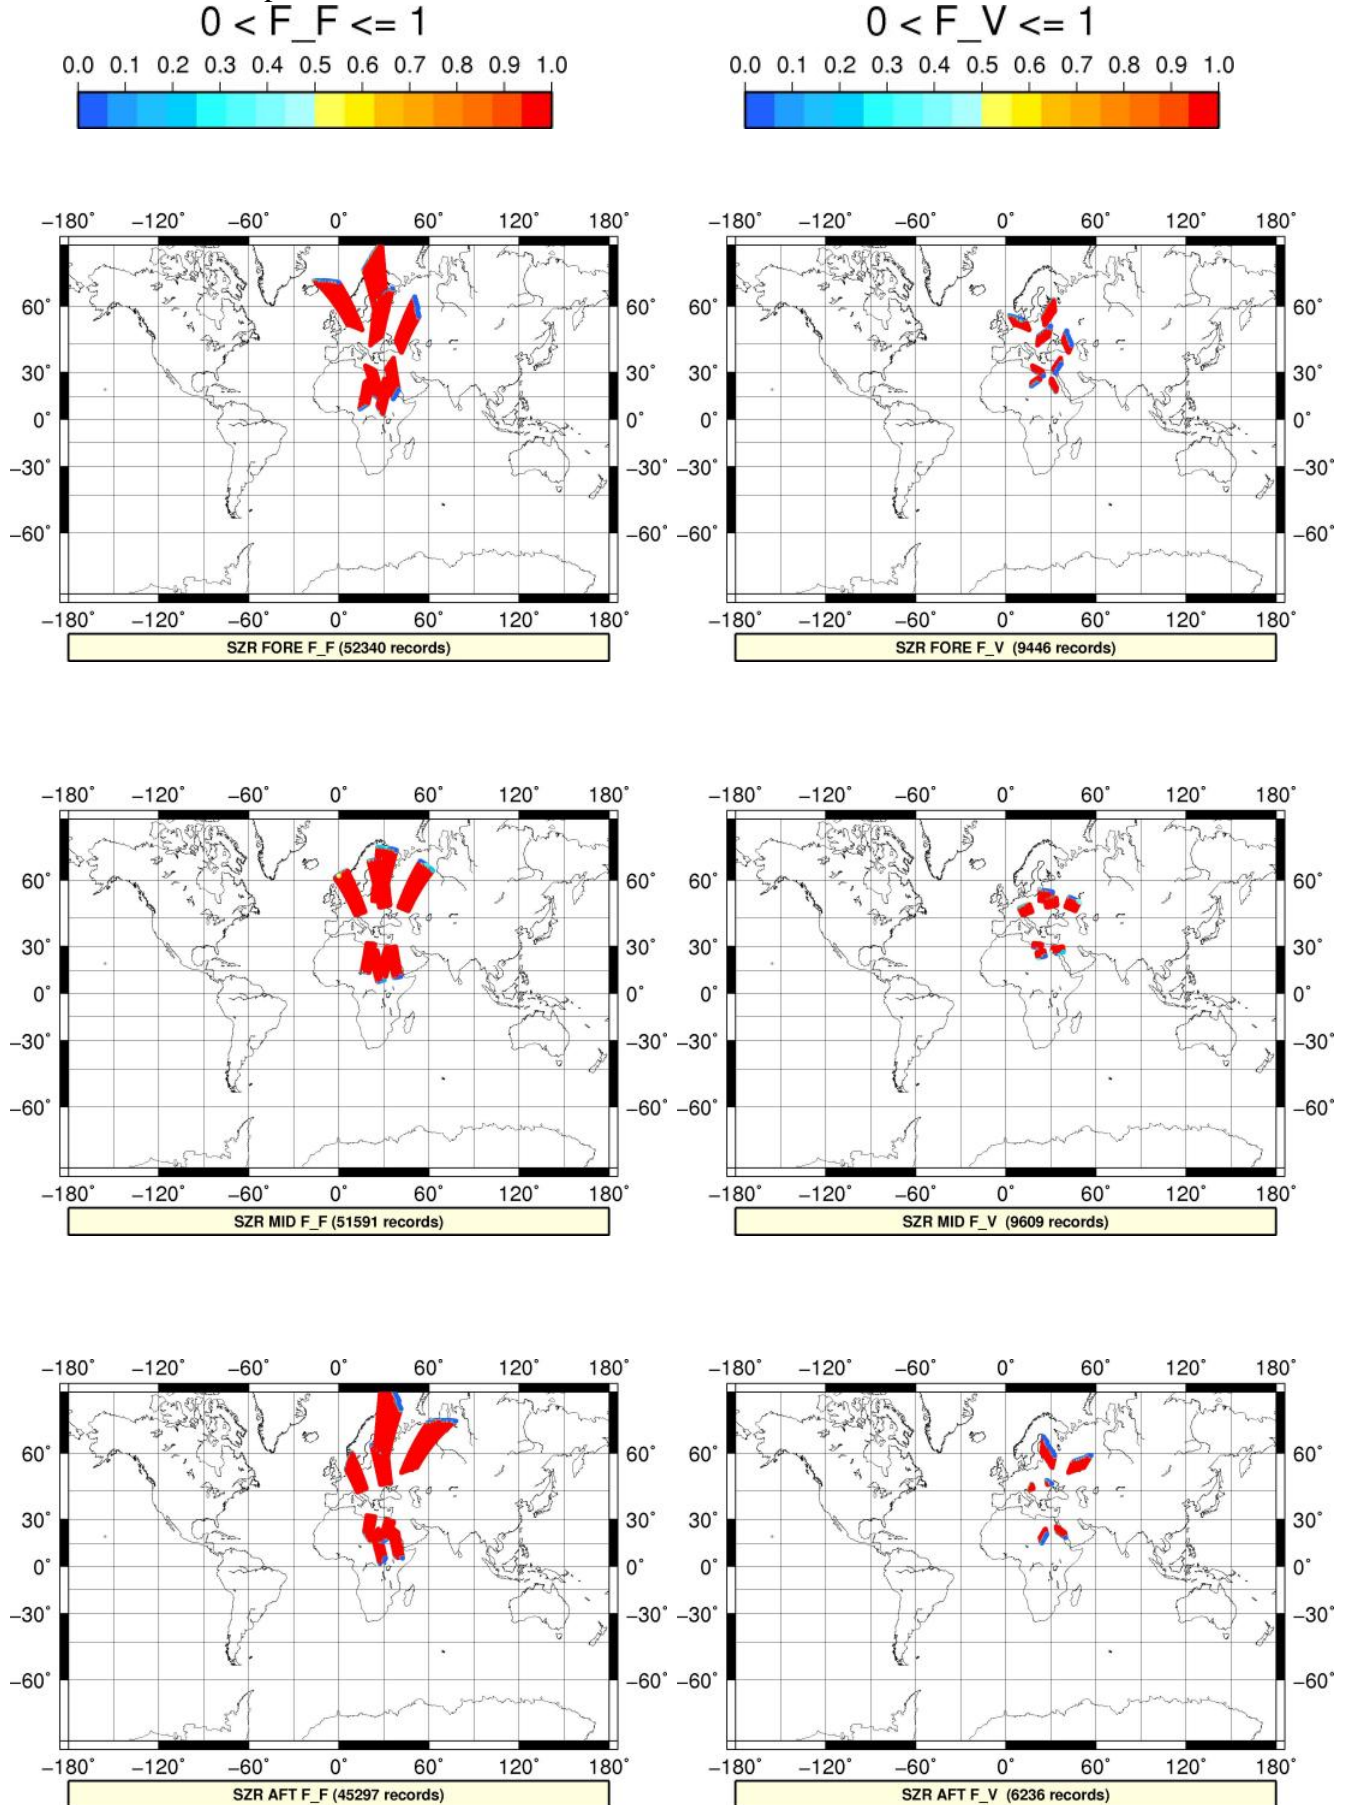 0 < F_F <= 1
0 < F_V <= 1
0.0 0.1 0.2 0.3 0.4 0.5 0.6 0.7 0.8 0.9 1.0
0.0 0.1 0.2 0.3 0.4 0.5 0.6 0.7 0.8 0.9 1.0
−180° −120° −60° 0° 60° 120° 180°
−180° −120° −60° 0° 60° 120° 180°
60° 60° 60° 60°
30° 30° 30° 30°
0° 0° 0° 0°
−30° −30° −30° −30°
−60° −60° −60° −60°
−180° −120° −60° 0° 60° 120° 180°
−180° −120° −60° 0° 60° 120° 180°
SZR FORE F_F (52340 records)
SZR FORE F_V (9446 records)
−180° −120° −60° 0° 60° 120° 180°
−180° −120° −60° 0° 60° 120° 180°
60° 60° 60° 60°
30° 30° 30° 30°
0° 0° 0° 0°
−30° −30° −30° −30°
−60° −60° −60° −60°
−180° −120° −60° 0° 60° 120° 180°
−180° −120° −60° 0° 60° 120° 180°
SZR MID F_F (51591 records)
SZR MID F_V (9609 records)
−180° −120° −60° 0° 60° 120° 180°
−180° −120° −60° 0° 60° 120° 180°
60° 60° 60° 60°
30° 30° 30° 30°
0° 0° 0° 0°
−30° −30° −30° −30°
−60° −60° −60° −60°
−180° −120° −60° 0° 60° 120° 180°
−180° −120° −60° 0° 60° 120° 180°
SZR AFT F_F (45297 records)
SZR AFT F_V (6236 records)